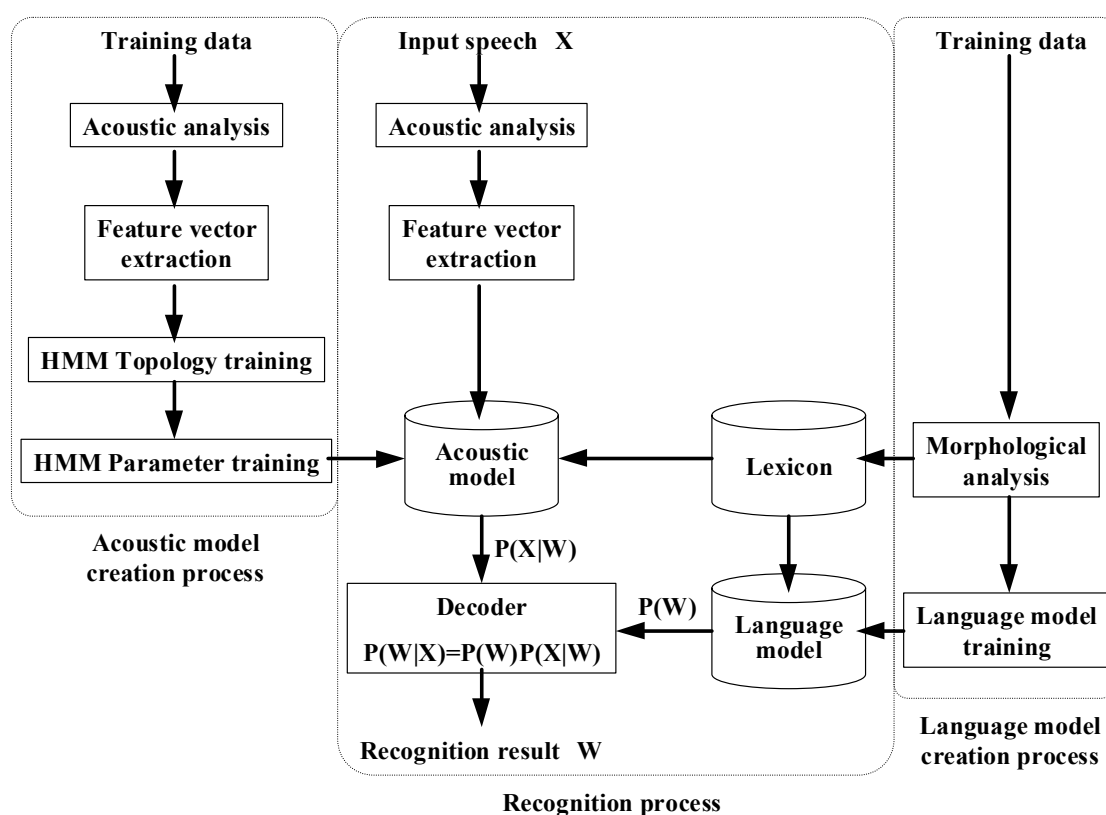 Training data
Acoustic analysis
Feature vector
extraction
HMM Topology training
HMM Parameter training
Acoustic model
creation process
Input speech X
Acoustic analysis
Feature vector
extraction
Acoustic
model
Lexicon
P(X|W)
Decoder
P(W|X)=P(W)P(X|W)
P(W)
Language
model
Recognition result W
Recognition process
Training data
Morphological
analysis
Language model
training
Language model
creation process